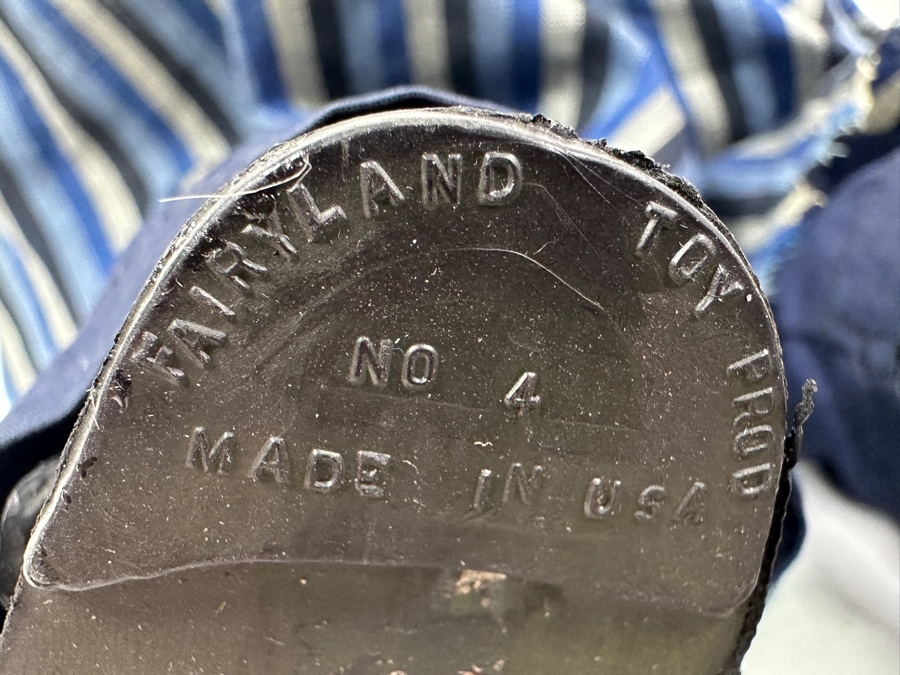 FAIRYLAND TOY PROD
NO 4
MADE IN USA